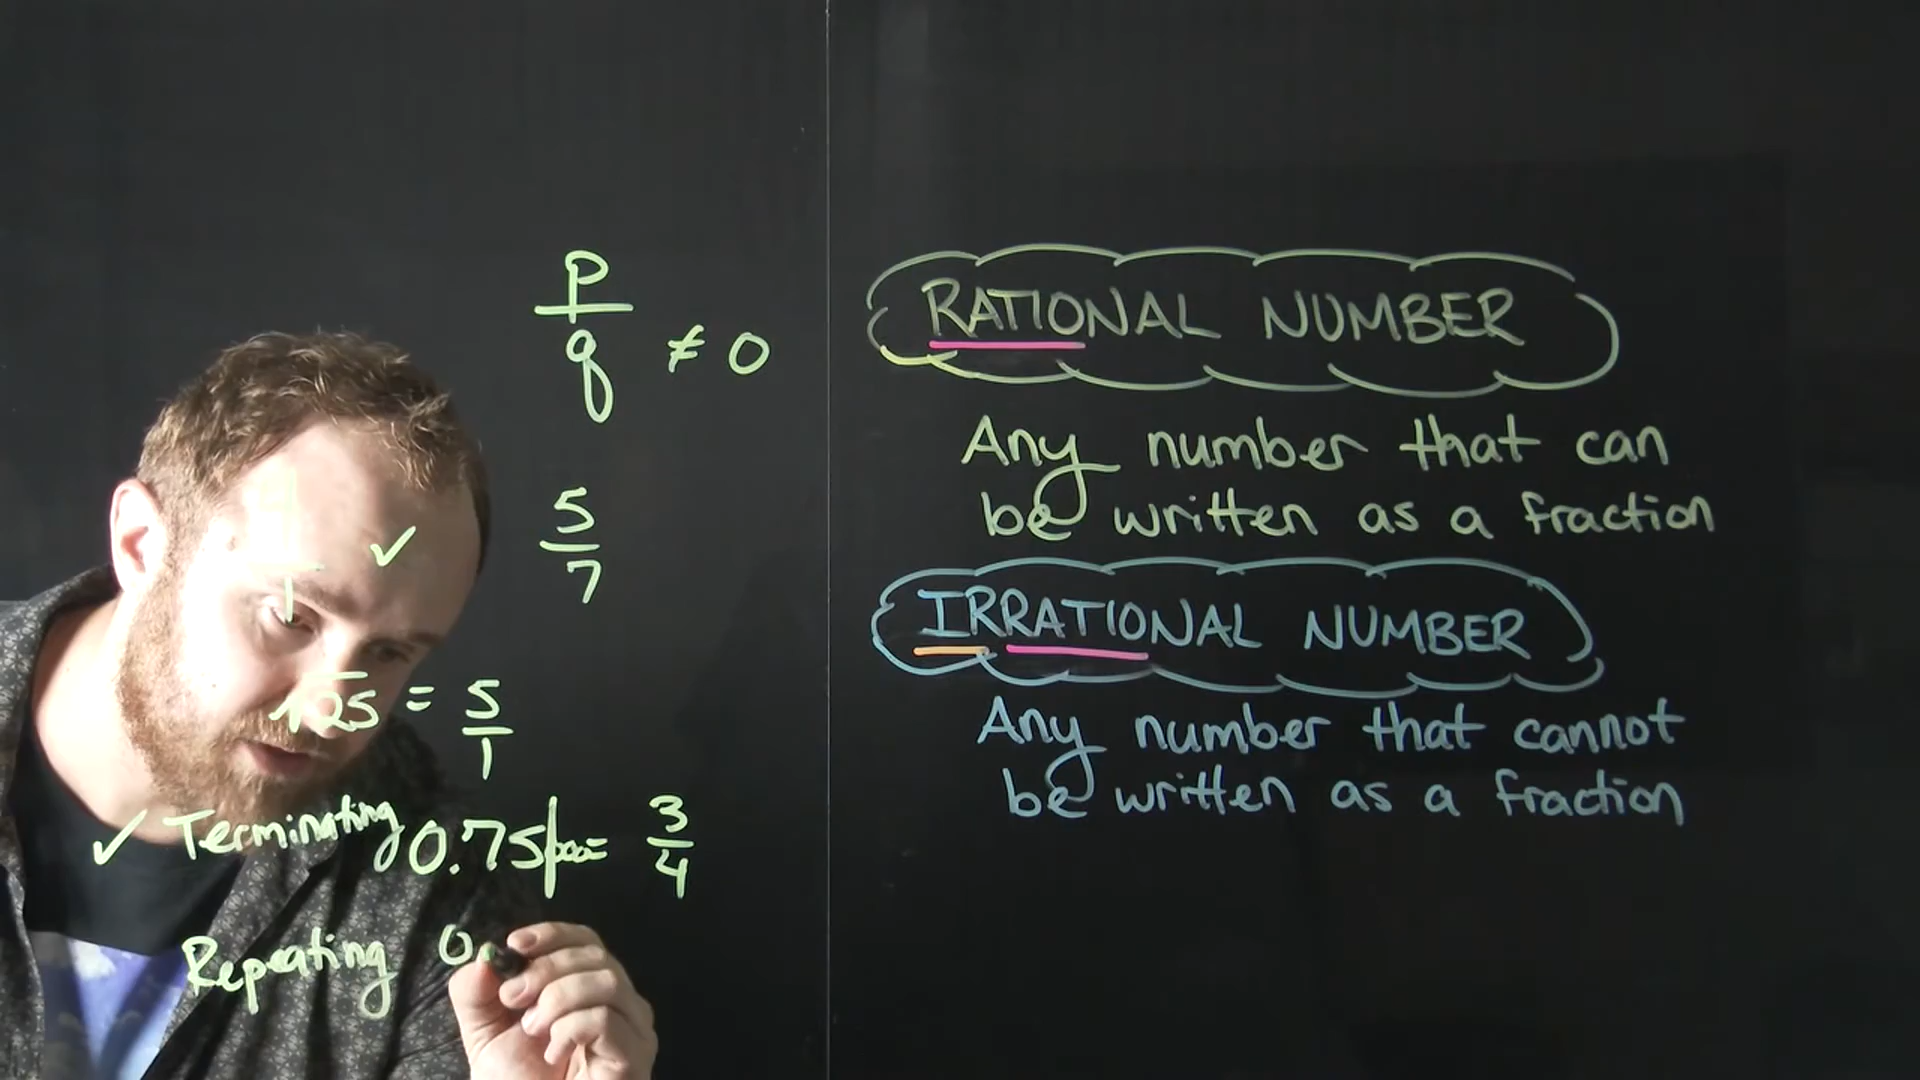 p
q ≠ 0
✓ 5
7
√25 = 5
1
✓ Terminating 0.75 = 3
4
Repeating 0.
RATIONAL NUMBER
Any number that can
be written as a fraction
IRRATIONAL NUMBER
Any number that cannot
be written as a fraction